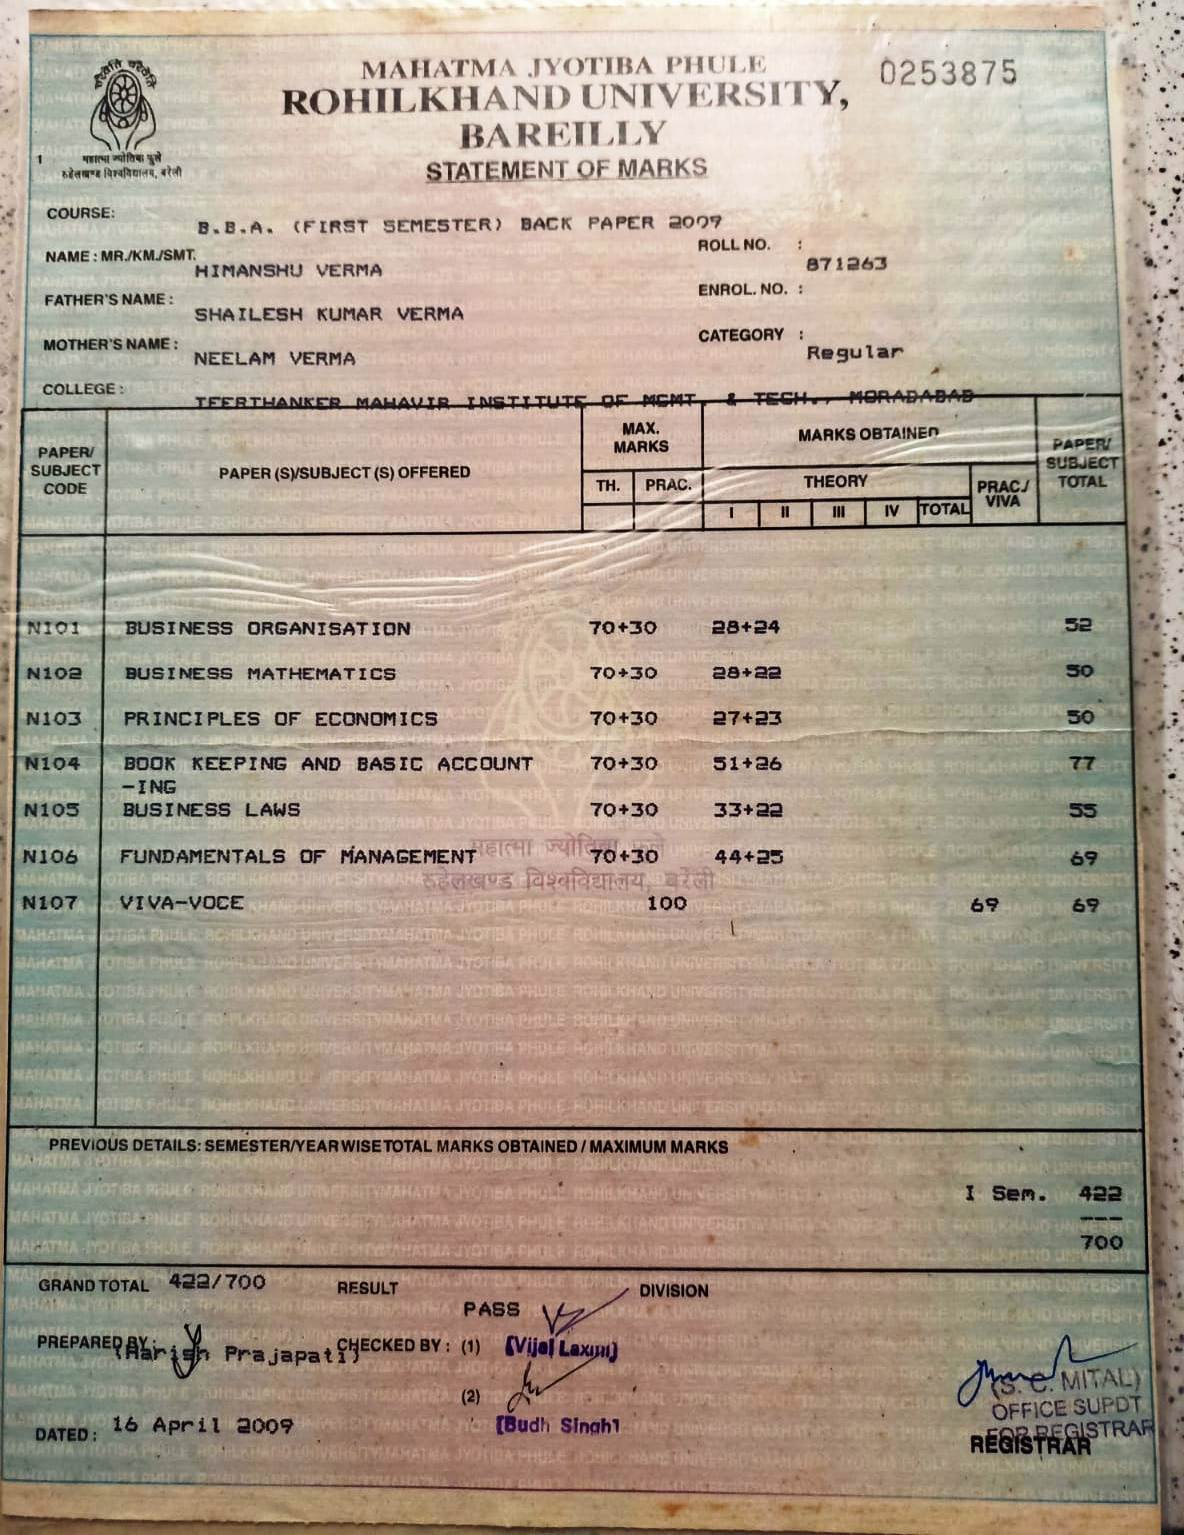 MAHATMA JYOTIBA PHULE
0253875
ROHILKHAND UNIVERSITY,
BAREILLY
STATEMENT OF MARKS
चरैवेति चरैवेति
1
महात्मा ज्योतिबा फुले
रुहेलखण्ड विश्वविद्यालय, बरेली
COURSE: B.B.A. (FIRST SEMESTER) BACK PAPER 2009
ROLL NO. : 871263
NAME : MR./KM./SMT. HIMANSHU VERMA
ENROL. NO. :
FATHER'S NAME : SHAILESH KUMAR VERMA
CATEGORY : Regular
MOTHER'S NAME : NEELAM VERMA
COLLEGE : TEERTHANKER MAHAVIR INSTITUTE OF MGMT. & TECH., MORADABAD
PAPER/ SUBJECT CODE
PAPER (S)/SUBJECT (S) OFFERED
MAX. MARKS
TH. PRAC.
MARKS OBTAINED
THEORY
I II III IV TOTAL
PRAC./ VIVA
PAPER/ SUBJECT TOTAL
N101 BUSINESS ORGANISATION 70+30 28+24 52
N102 BUSINESS MATHEMATICS 70+30 28+22 50
N103 PRINCIPLES OF ECONOMICS 70+30 27+23 50
N104 BOOK KEEPING AND BASIC ACCOUNT 70+30 51+26 77
-ING
N105 BUSINESS LAWS 70+30 33+22 55
N106 FUNDAMENTALS OF MANAGEMENT 70+30 44+25 69
महात्मा ज्योतिबा फुले
रुहेलखण्ड विश्वविद्यालय, बरेली
N107 VIVA-VOCE 100 69 69
PREVIOUS DETAILS: SEMESTER/YEAR WISE TOTAL MARKS OBTAINED / MAXIMUM MARKS
I Sem. 422
---
700
GRAND TOTAL 422/700 RESULT PASS DIVISION
PREPARED BY : (Harish Prajapati) CHECKED BY : (1) (Vijai Laxmi)
(2) (Budh Singh)
(S. C. MITAL)
OFFICE SUPDT
FOR REGISTRAR
REGISTRAR
DATED : 16 April 2009